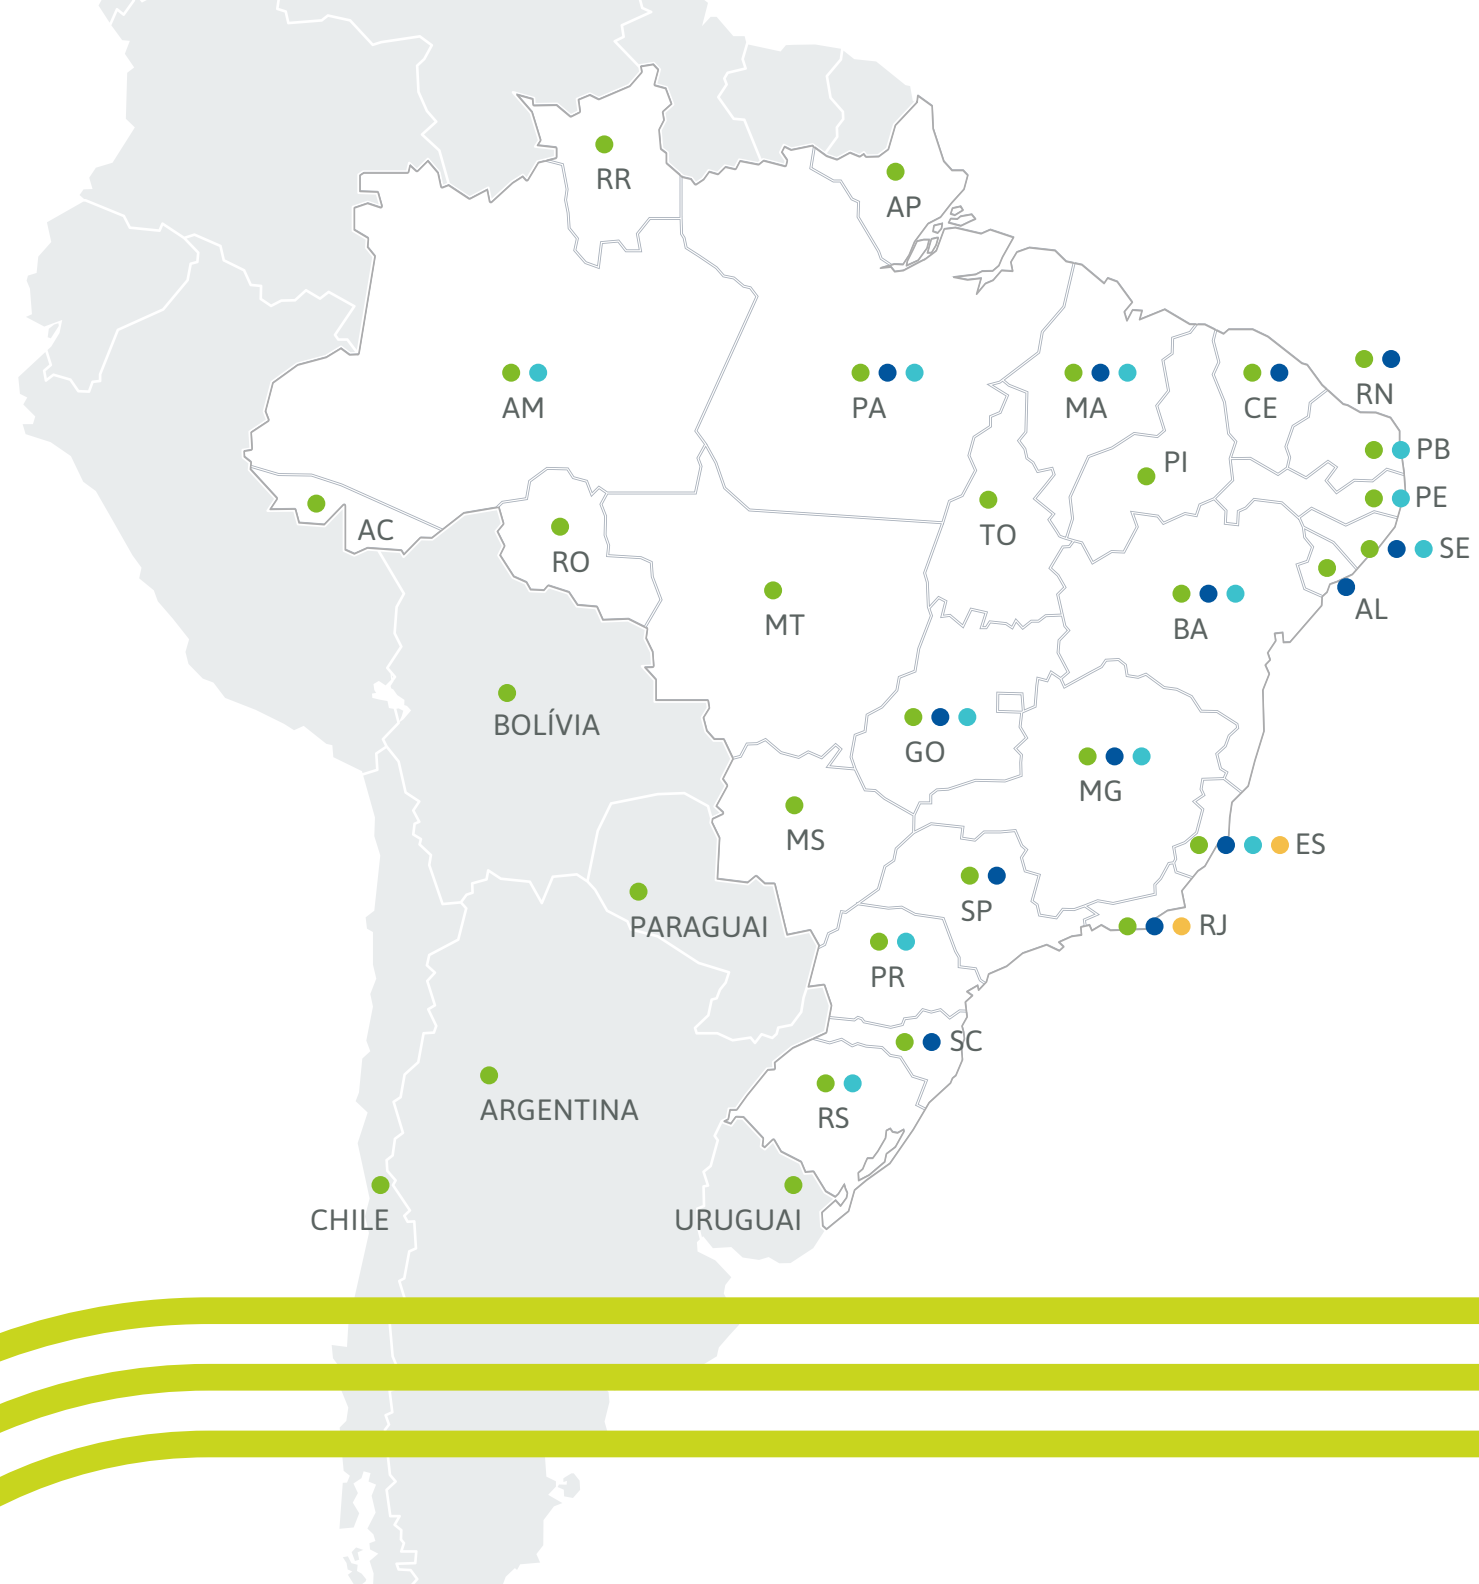 RR
AP
AM
PA
MA
CE
RN
PB
PI
PE
AC
TO
SE
RO
AL
MT
BA
BOLÍVIA
GO
MG
MS
ES
SP
RJ
PARAGUAI
PR
SC
ARGENTINA
RS
CHILE
URUGUAI